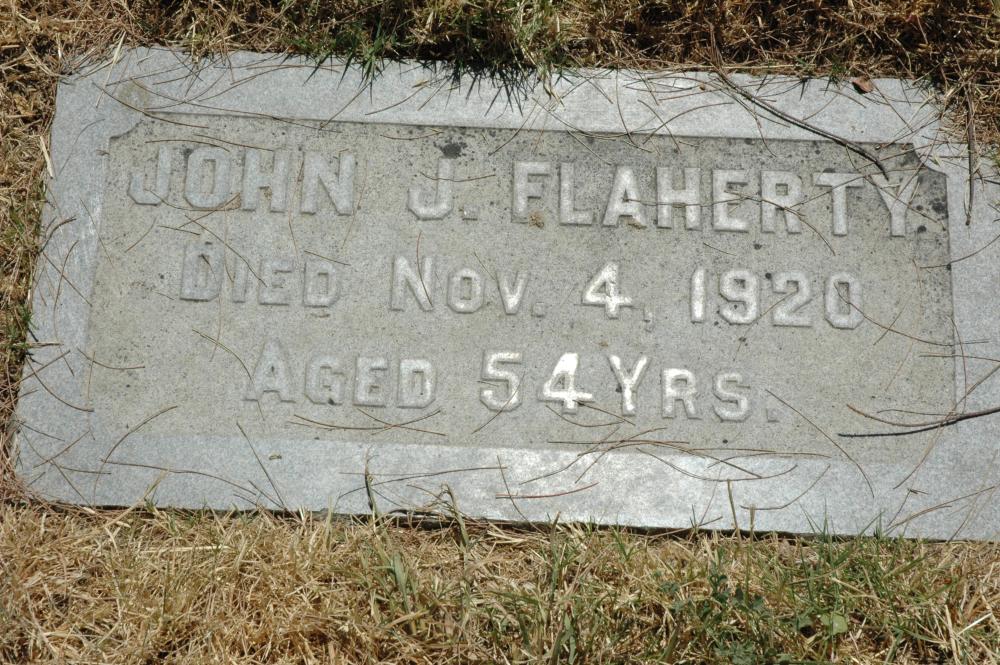 JOHN J. FLAHERTY
DIED NOV. 4, 1920
AGED 54 YRS.